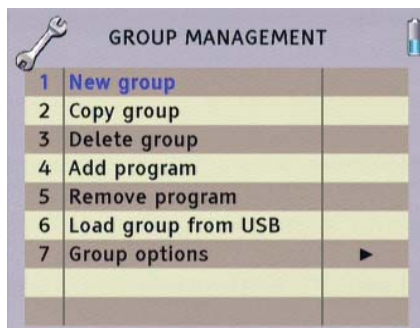 GROUP MANAGEMENT
1 New group
2 Copy group
3 Delete group
4 Add program
5 Remove program
6 Load group from USB
7 Group options ►